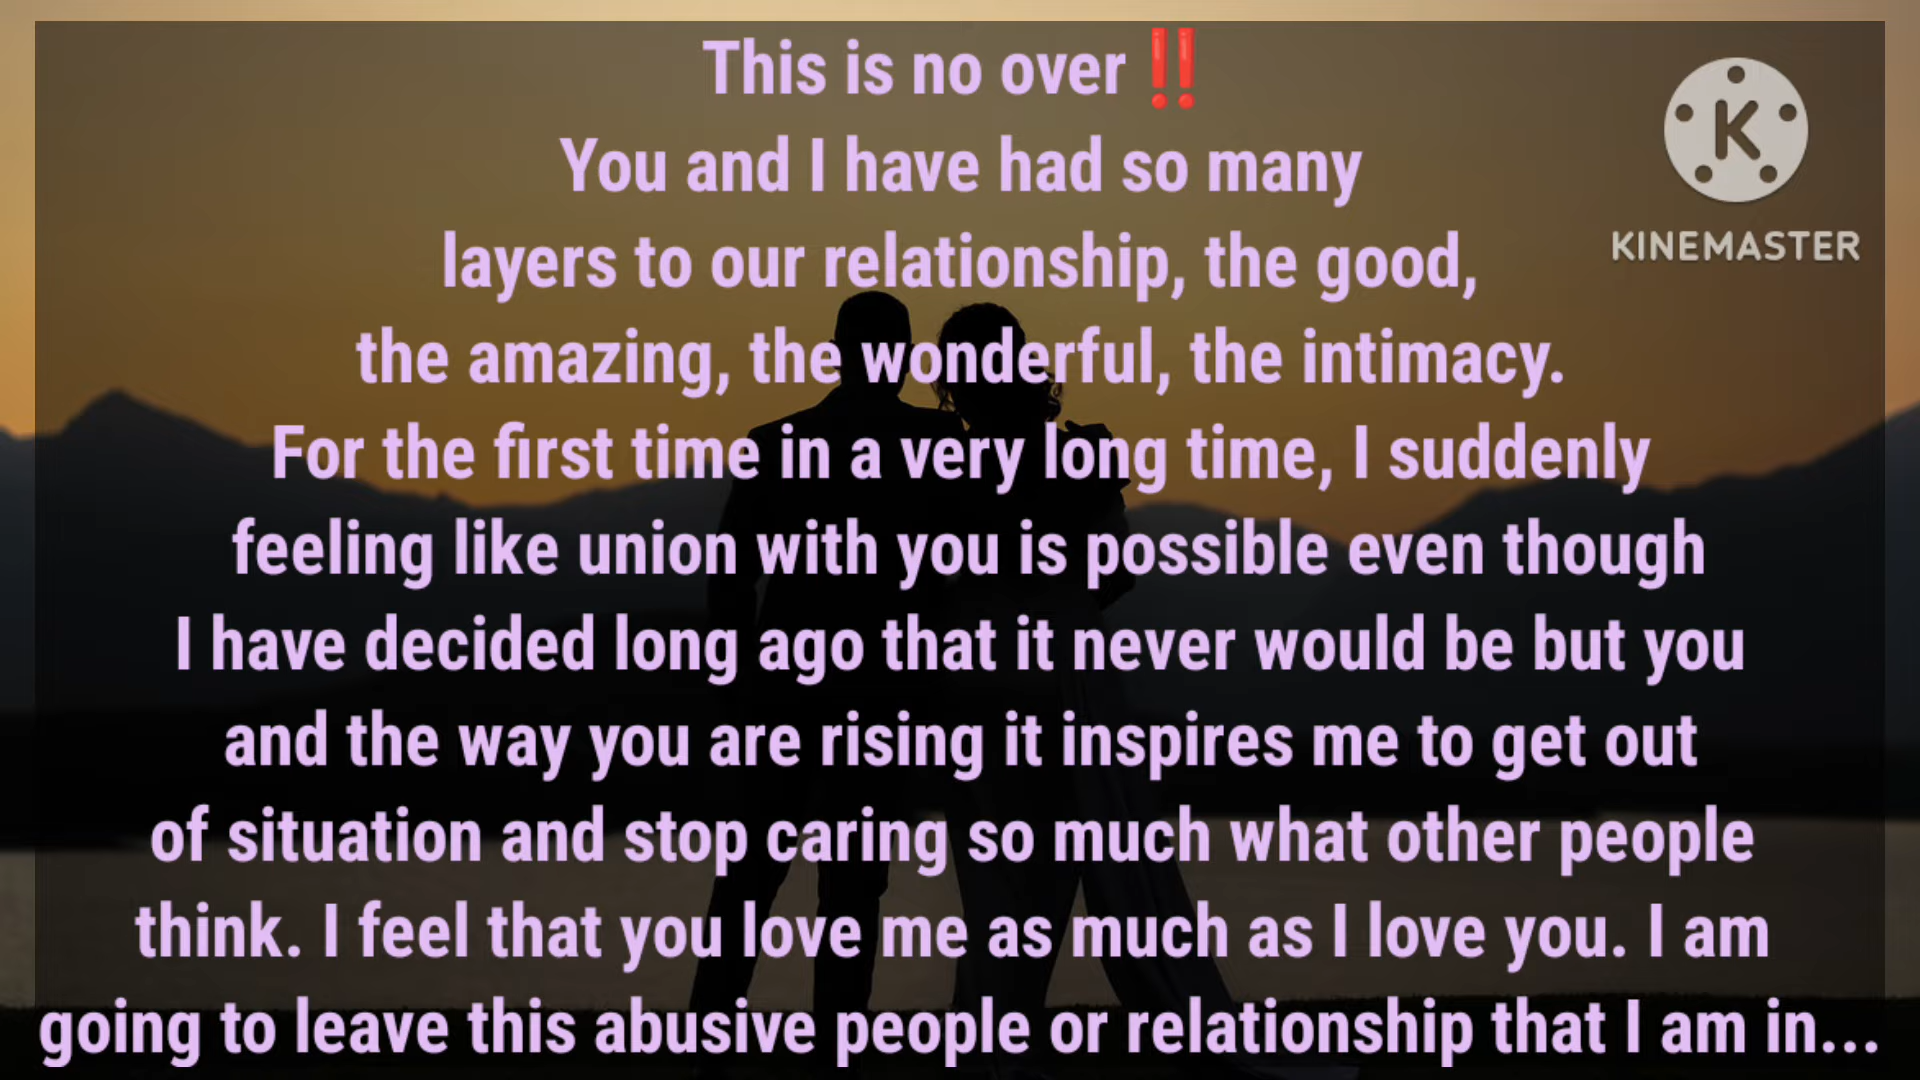 This is no over‼️
You and I have had so many
layers to our relationship, the good,
the amazing, the wonderful, the intimacy.
For the first time in a very long time, I suddenly
feeling like union with you is possible even though
I have decided long ago that it never would be but you
and the way you are rising it inspires me to get out
of situation and stop caring so much what other people
think. I feel that you love me as much as I love you. I am
going to leave this abusive people or relationship that I am in...
K
KINEMASTER